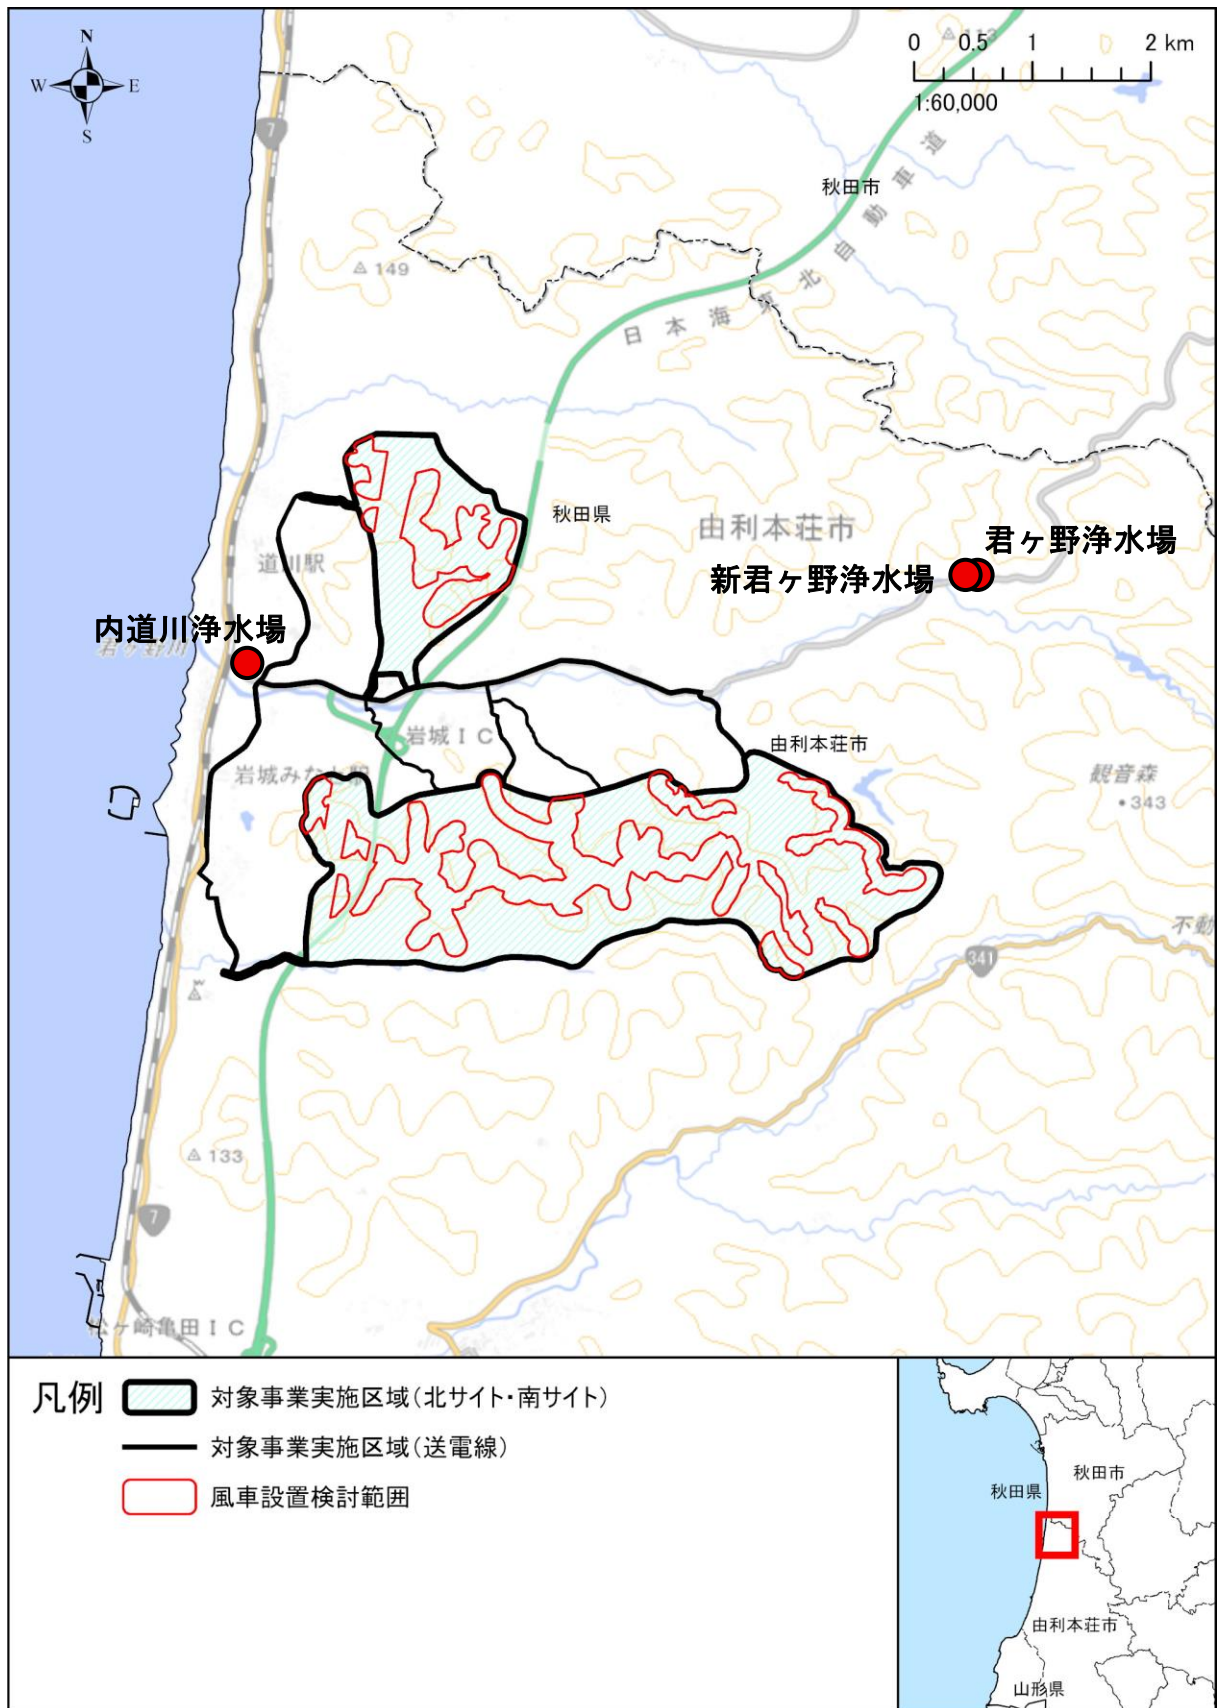 N
W
E
S
0 0.5 1 2 km
1:60,000
113
7
秋田市
149
日本海東北自動車道
秋田県
由利本荘市
君ヶ野浄水場
新君ヶ野浄水場
道川駅
内道川浄水場
君ヶ野川
岩城IC
由利本荘市
岩城みなと駅
観音森
343
不動
341
133
7
松ヶ崎亀田IC
凡例
対象事業実施区域(北サイト・南サイト)
対象事業実施区域(送電線)
風車設置検討範囲
秋田市
秋田県
由利本荘市
山形県